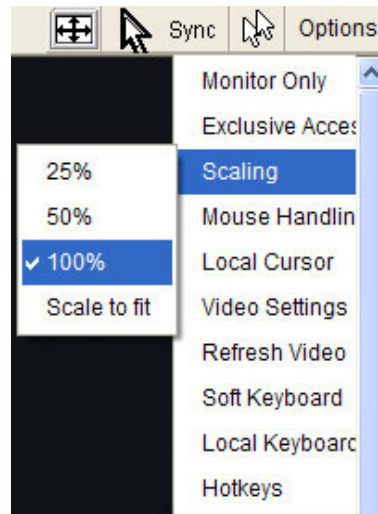 Sync Options
Monitor Only
Exclusive Acces
Scaling
25%
50%
100%
Scale to fit
Mouse Handlin
Local Cursor
Video Settings
Refresh Video
Soft Keyboard
Local Keyboarc
Hotkeys